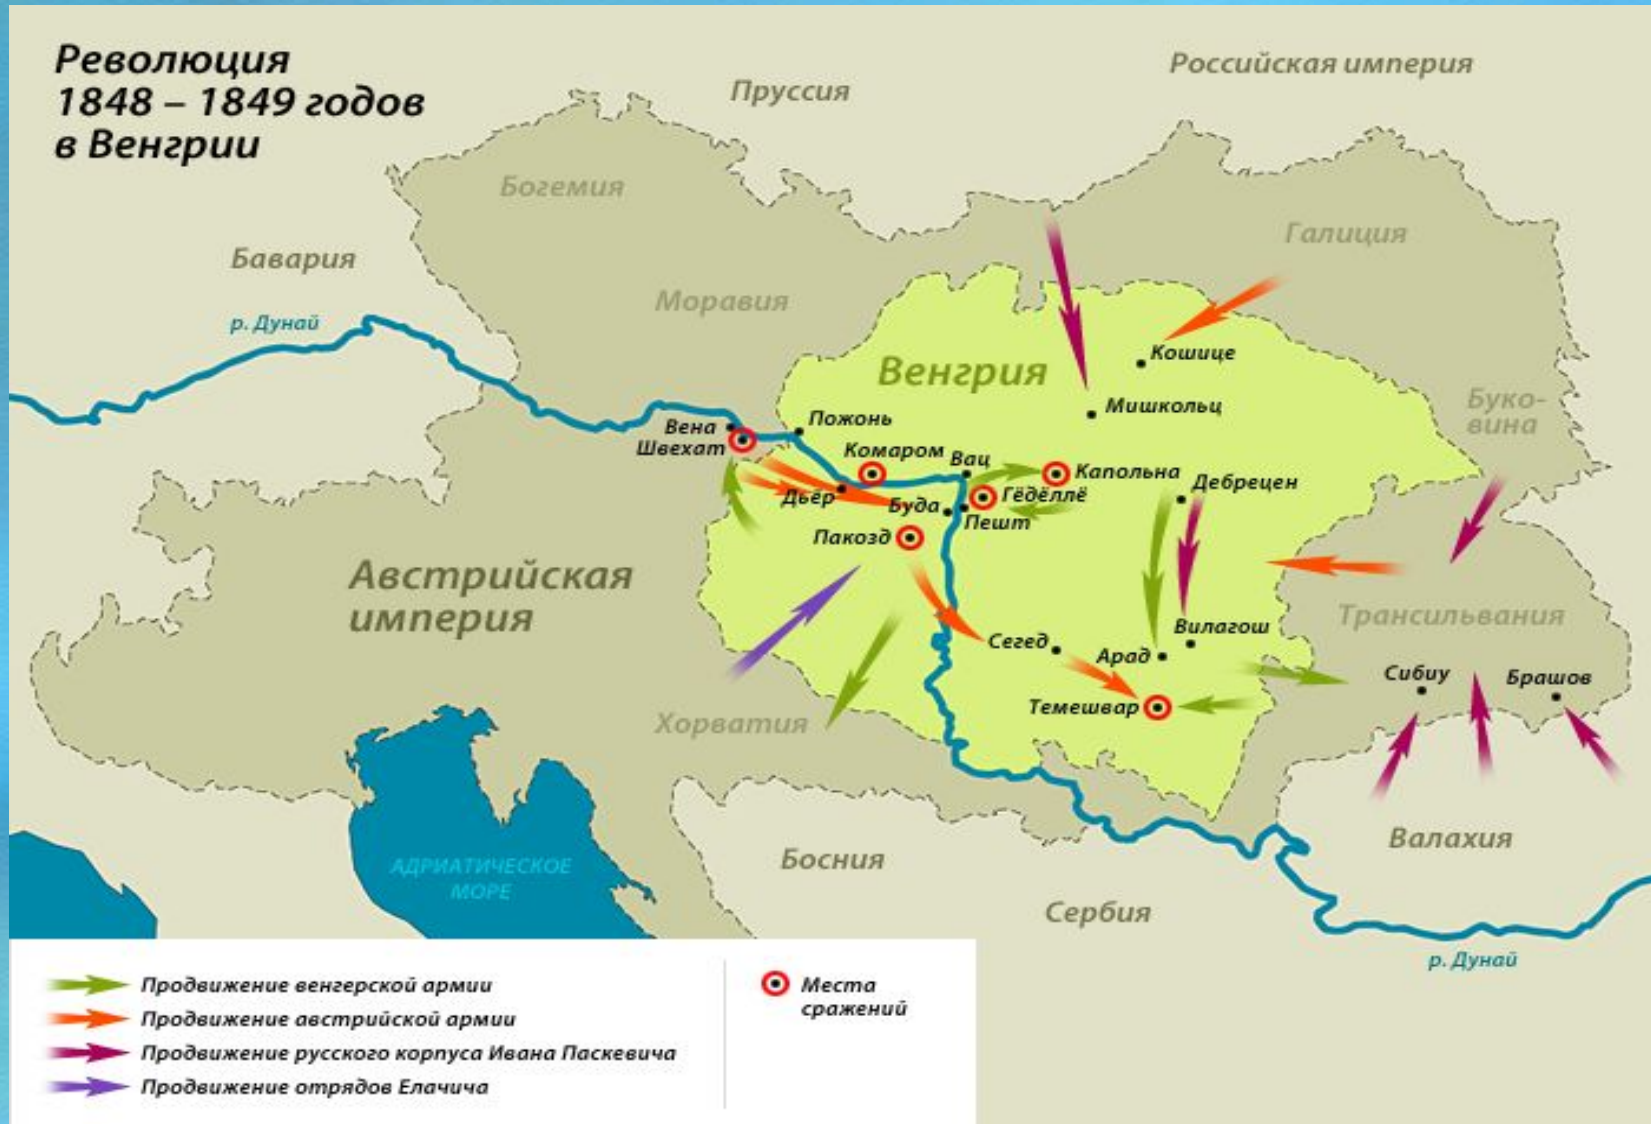 Революция
1848 – 1849 годов
в Венгрии
Пруссия
Российская империя
Богемия
Бавария
Галиция
Моравия
р. Дунай
Венгрия
Кошице
Мишкольц
Буко-
вина
Вена
Швехат
Пожонь
Комаром
Вац
Капольна
Дьёр
Буда
Гёдёллё
Дебрецен
Пешт
Пакозд
Австрийская
империя
Трансильвания
Сегед
Арад
Вилагош
Сибиу
Брашов
Темешвар
Хорватия
Валахия
Босния
АДРИАТИЧЕСКОЕ
МОРЕ
Сербия
р. Дунай
Продвижение венгерской армии
Продвижение австрийской армии
Продвижение русского корпуса Ивана Паскевича
Продвижение отрядов Елачича
Места
сражений